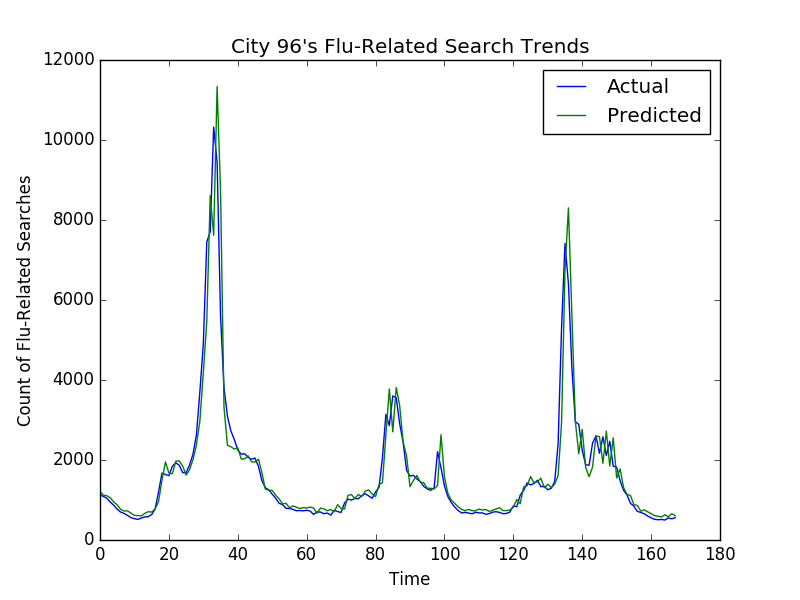 City 96's Flu-Related Search Trends
Actual
Predicted
Count of Flu-Related Searches
12000
10000
8000
6000
4000
2000
0
0 20 40 60 80 100 120 140 160 180
Time